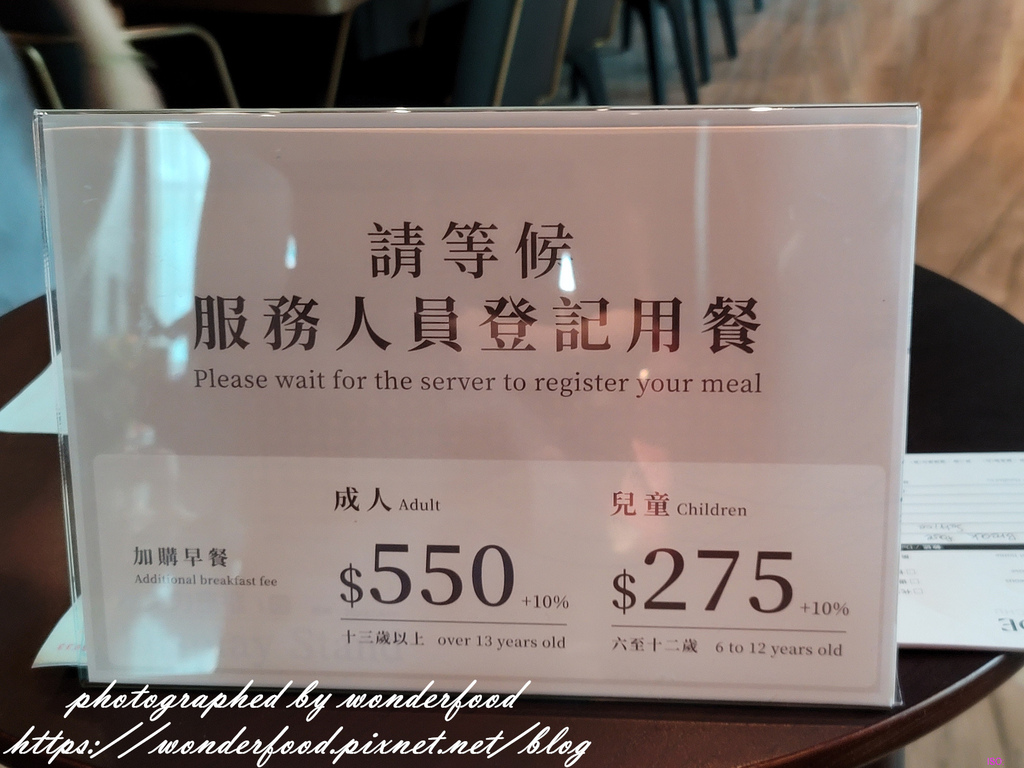 請等候
服務人員登記用餐
Please wait for the server to register your meal
成人 Adult
兒童 Children
加購早餐
Additional breakfast fee
$550 +10%
$275 +10%
十三歲以上 over 13 years old
六至十二歲 6 to 12 years old
photographed by wonderfood
https://wonderfood.pixnet.net/blog